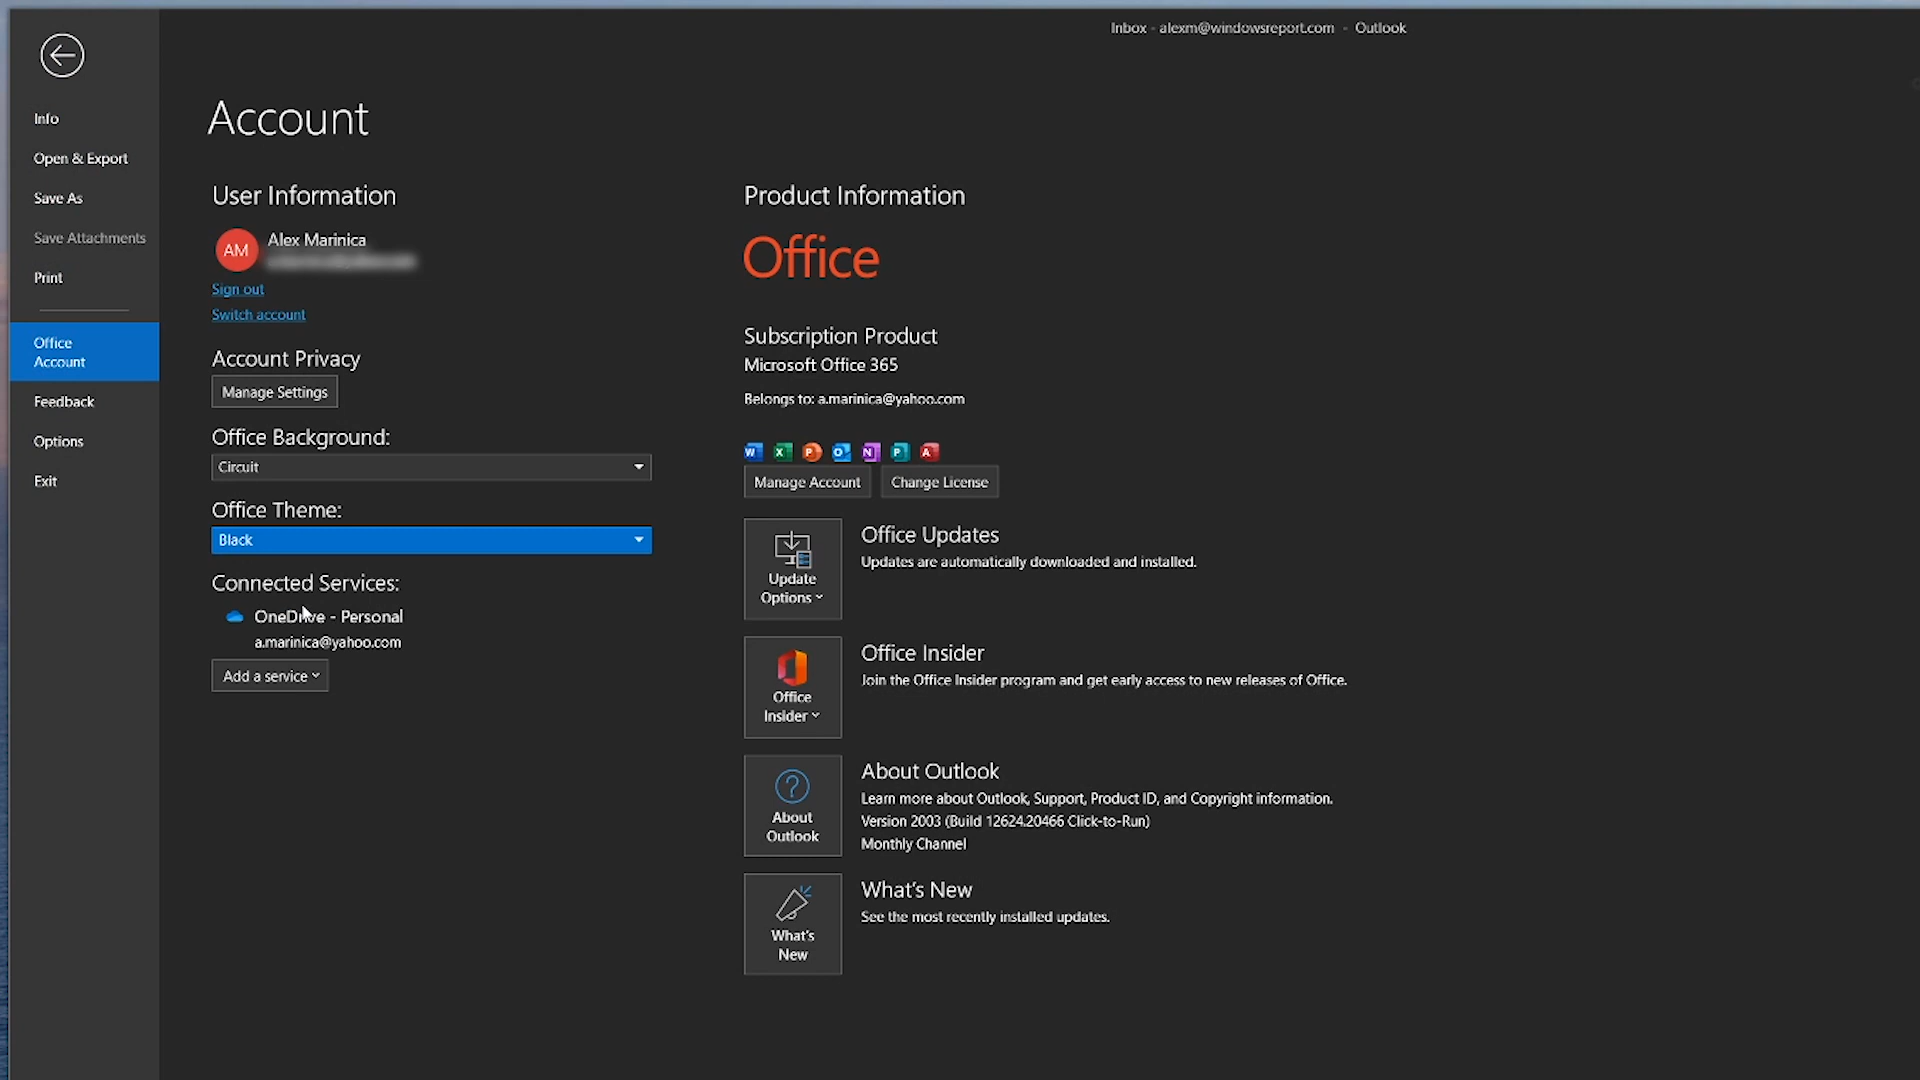 Inbox - alexm@windowsreport.com - Outlook
Info
Open & Export
Save As
Save Attachments
Print
Office
Account
Feedback
Options
Exit
Account
User Information
AM
Alex Marinica
Sign out
Switch account
Account Privacy
Manage Settings
Office Background:
Circuit
Office Theme:
Black
Connected Services:
OneDrive - Personal
a.marinica@yahoo.com
Add a service
Product Information
Office
Subscription Product
Microsoft Office 365
Belongs to: a.marinica@yahoo.com
W X P O N P A
Manage Account
Change License
Update
Options
Office Updates
Updates are automatically downloaded and installed.
Office
Insider
Office Insider
Join the Office Insider program and get early access to new releases of Office.
?
About
Outlook
About Outlook
Learn more about Outlook, Support, Product ID, and Copyright information.
Version 2003 (Build 12624.20466 Click-to-Run)
Monthly Channel
What's
New
What's New
See the most recently installed updates.